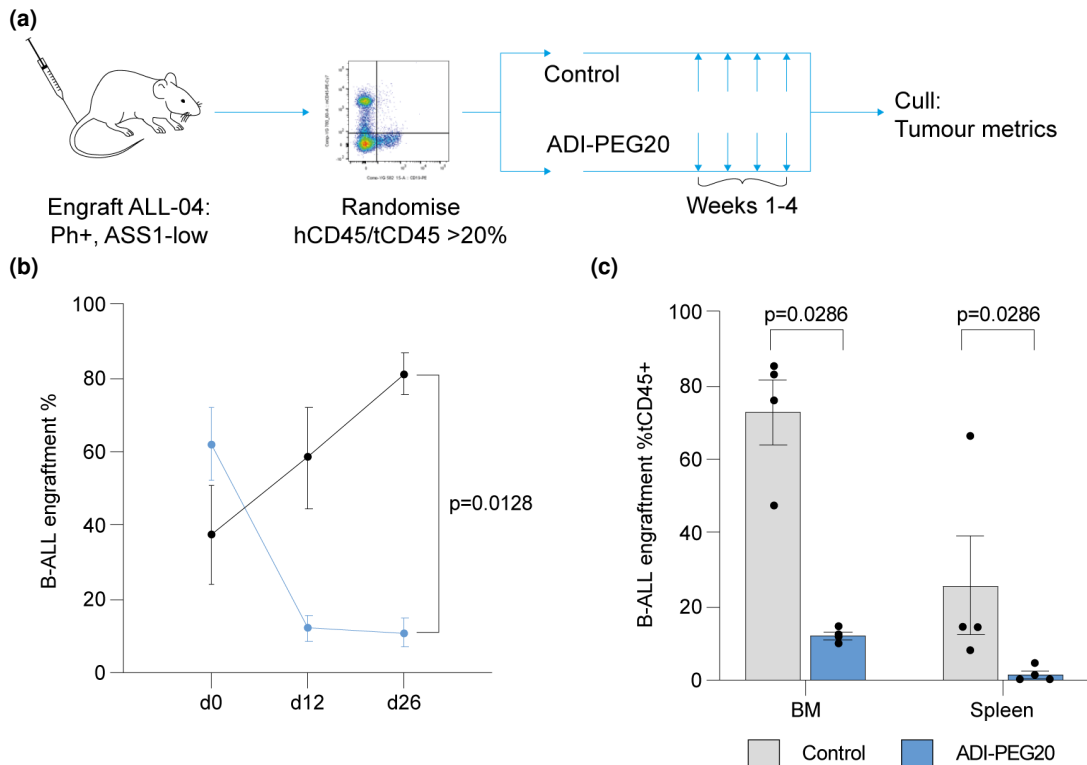 (a)
Control
ADI-PEG20
Cull:
Tumour metrics
Engraft ALL-04:
Ph+, ASS1-low
Randomise
hCD45/tCD45 >20%
Weeks 1-4
(b)
B-ALL engraftment %
100
80
60
40
20
0
d0
d12
d26
p=0.0128
(c)
B-ALL engraftment %tCD45+
100
80
60
40
20
0
p=0.0286
p=0.0286
BM
Spleen
Control
ADI-PEG20